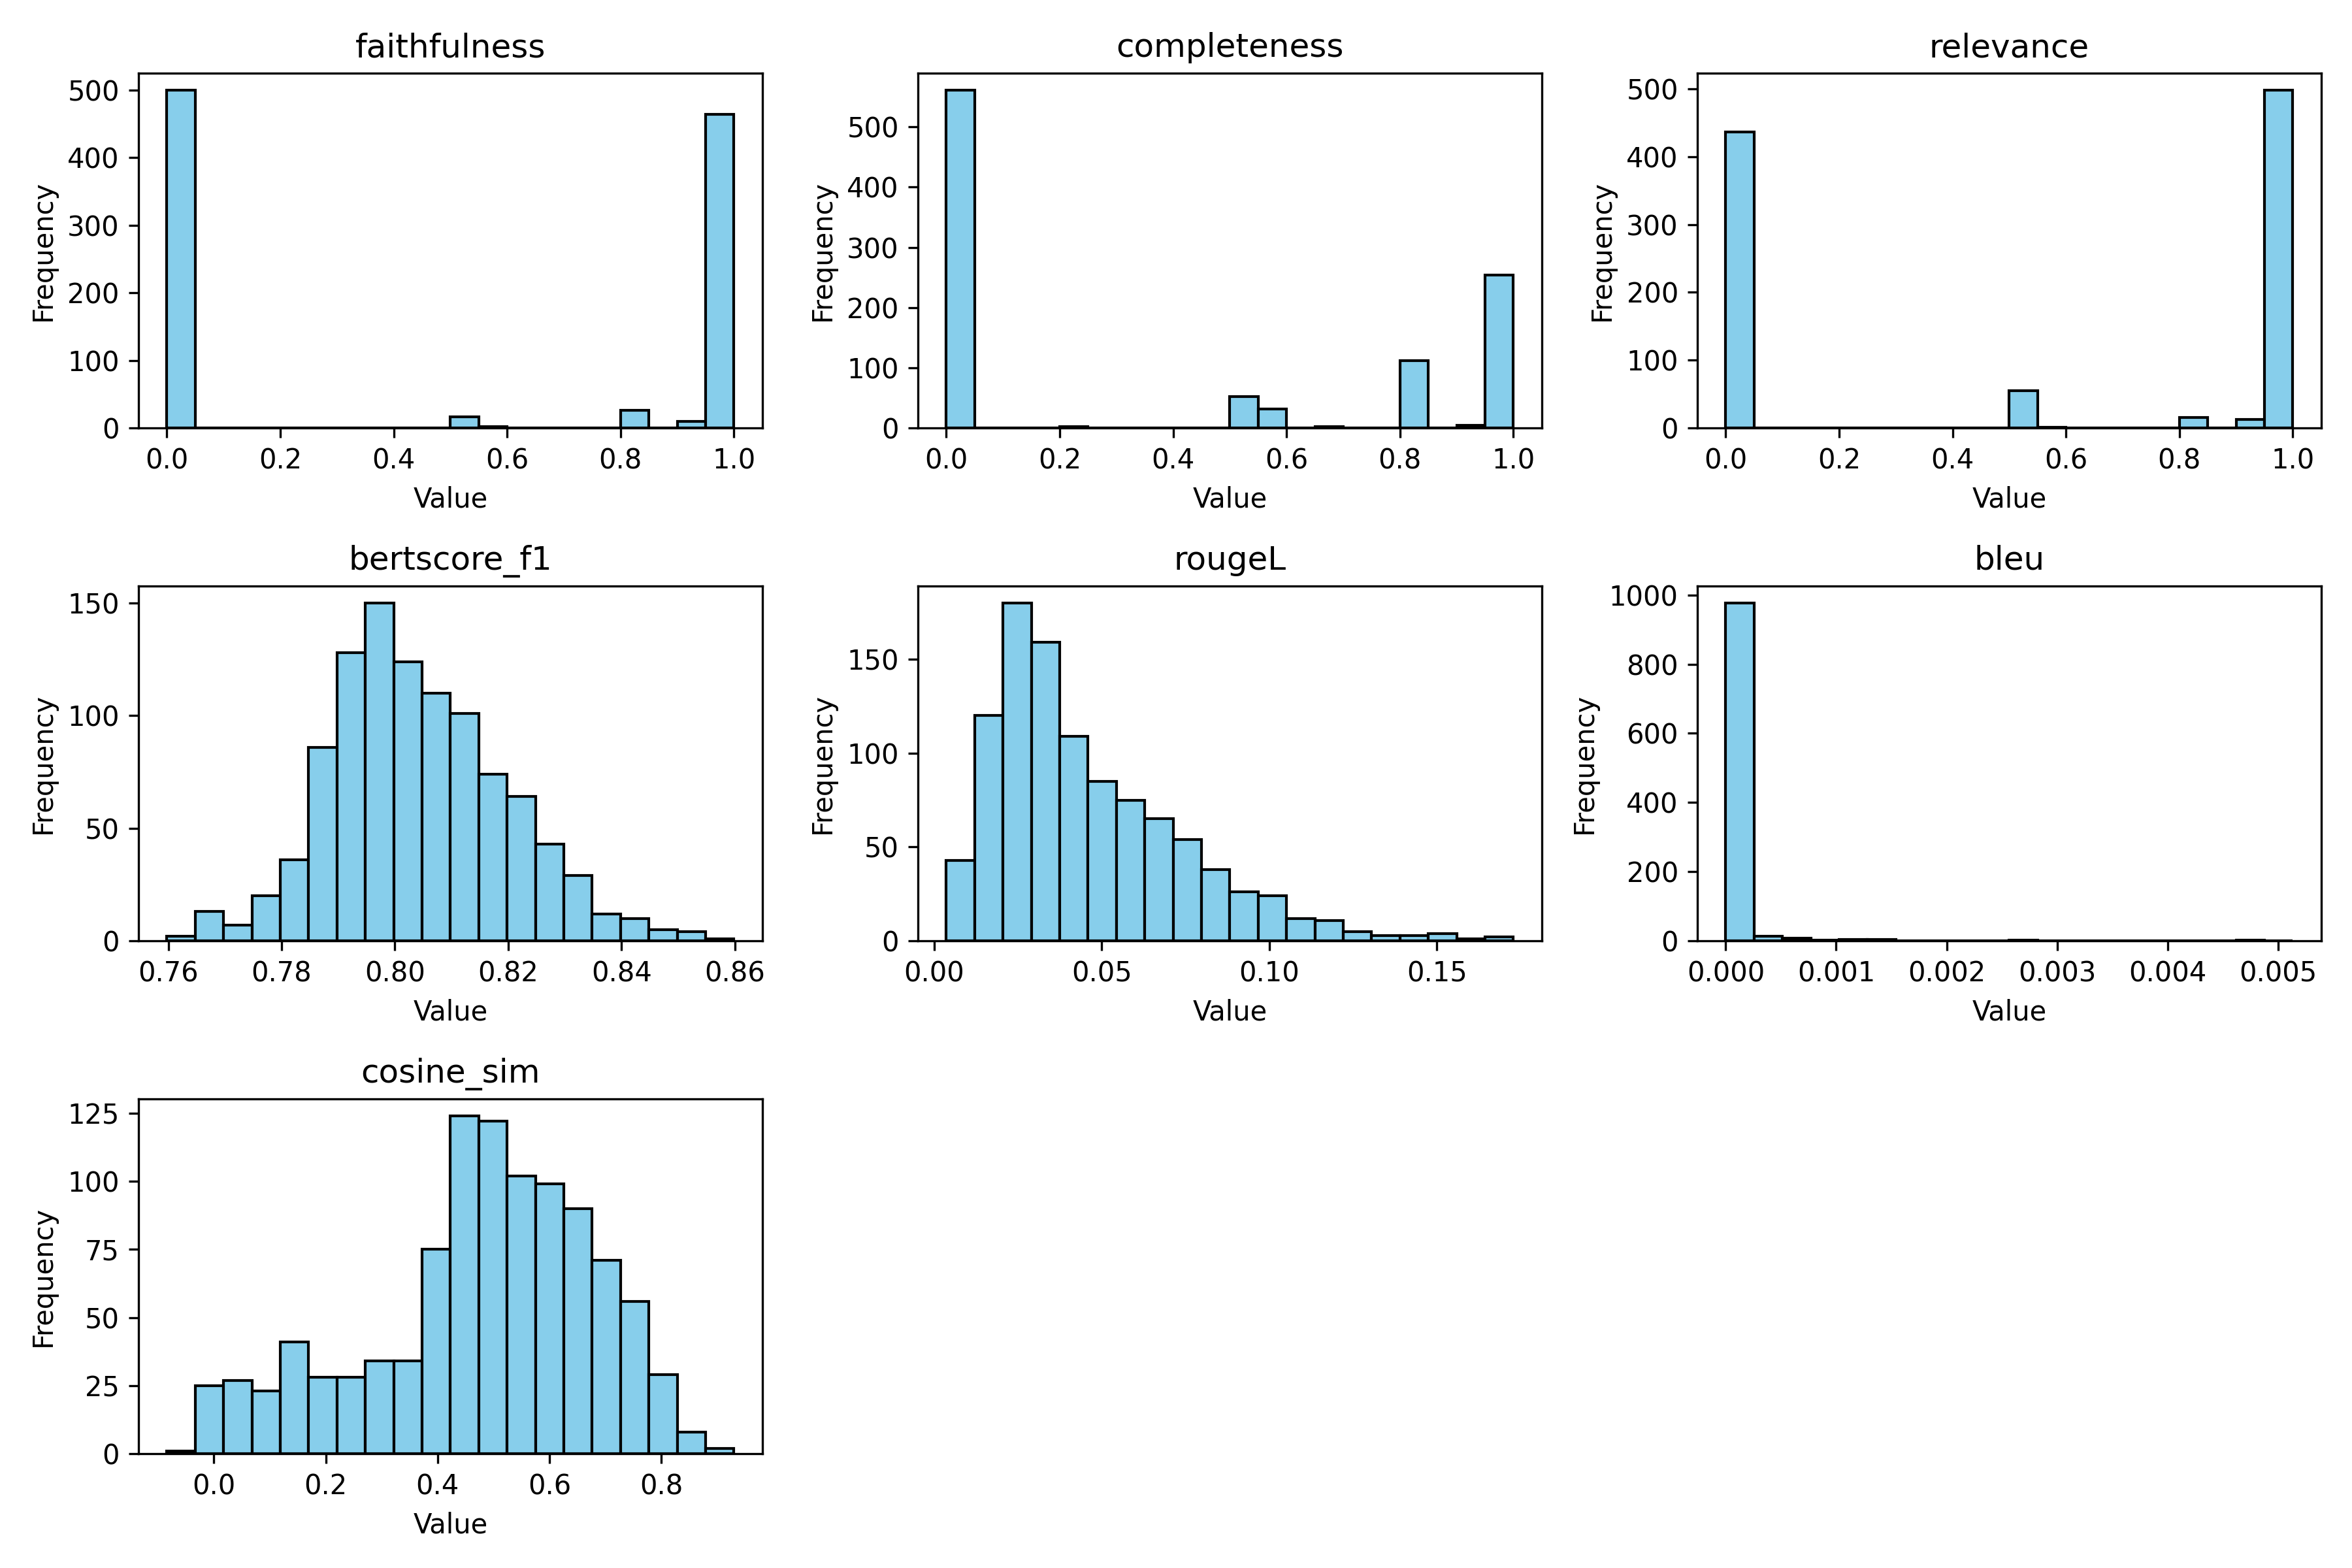 faithfulness
500
400
300
200
100
0
Frequency
0.0 0.2 0.4 0.6 0.8 1.0
Value
completeness
500
400
300
200
100
0
Frequency
0.0 0.2 0.4 0.6 0.8 1.0
Value
relevance
500
400
300
200
100
0
Frequency
0.0 0.2 0.4 0.6 0.8 1.0
Value
bertscore_f1
150
100
50
0
Frequency
0.76 0.78 0.80 0.82 0.84 0.86
Value
rougeL
150
100
50
0
Frequency
0.00 0.05 0.10 0.15
Value
bleu
1000
800
600
400
200
0
Frequency
0.000 0.001 0.002 0.003 0.004 0.005
Value
cosine_sim
125
100
75
50
25
0
Frequency
0.0 0.2 0.4 0.6 0.8
Value